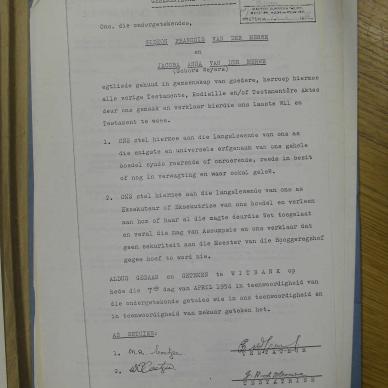 Ons, die ondergetekendes,
FRANCOIS VAN DER MERWE
en
JACOBA ANNA VAN DER MERWE
(Gebore Meyers)
egtliede getroud in gemeenskap van goedere, herroep hiermee
alle vorige Testamente, Kodisille en/of Testamentêre Aktes
deur ons gemaak en verklaar hierdie ons Laaste Wil en
Testament te wees.
1. ONS stel hiermee aan die langslewende van ons as
die enigste en universele erfgenaam van ons gehele
boedel synde roerende of onroerende, reeds in besit
of nog in verwagting en waar ookal geleë.
2. ONS stel hiermee aan die langslewende van ons as
Eksekuteur of Eksekutrise van ons boedel en verleen
aan hom of haar al die magte deur die Wet toegelaat
en veral die mag van Assumpsie en ons verklaar dat
geen sekuriteit aan die Meester van die Hooggeregshof
gegee hoef te word nie.
ALDUS GEDAAN en GETEKEN te WITBANK op
hede die 7de dag van APRIL 1954 in teenwoordigheid van
die ondergetekende getuies wie in ons teenwoordigheid en
in teenwoordigheid van mekaar geteken het.
AS GETUIES:
1. M.A.
TESTATEUR
2.
TESTATRISE